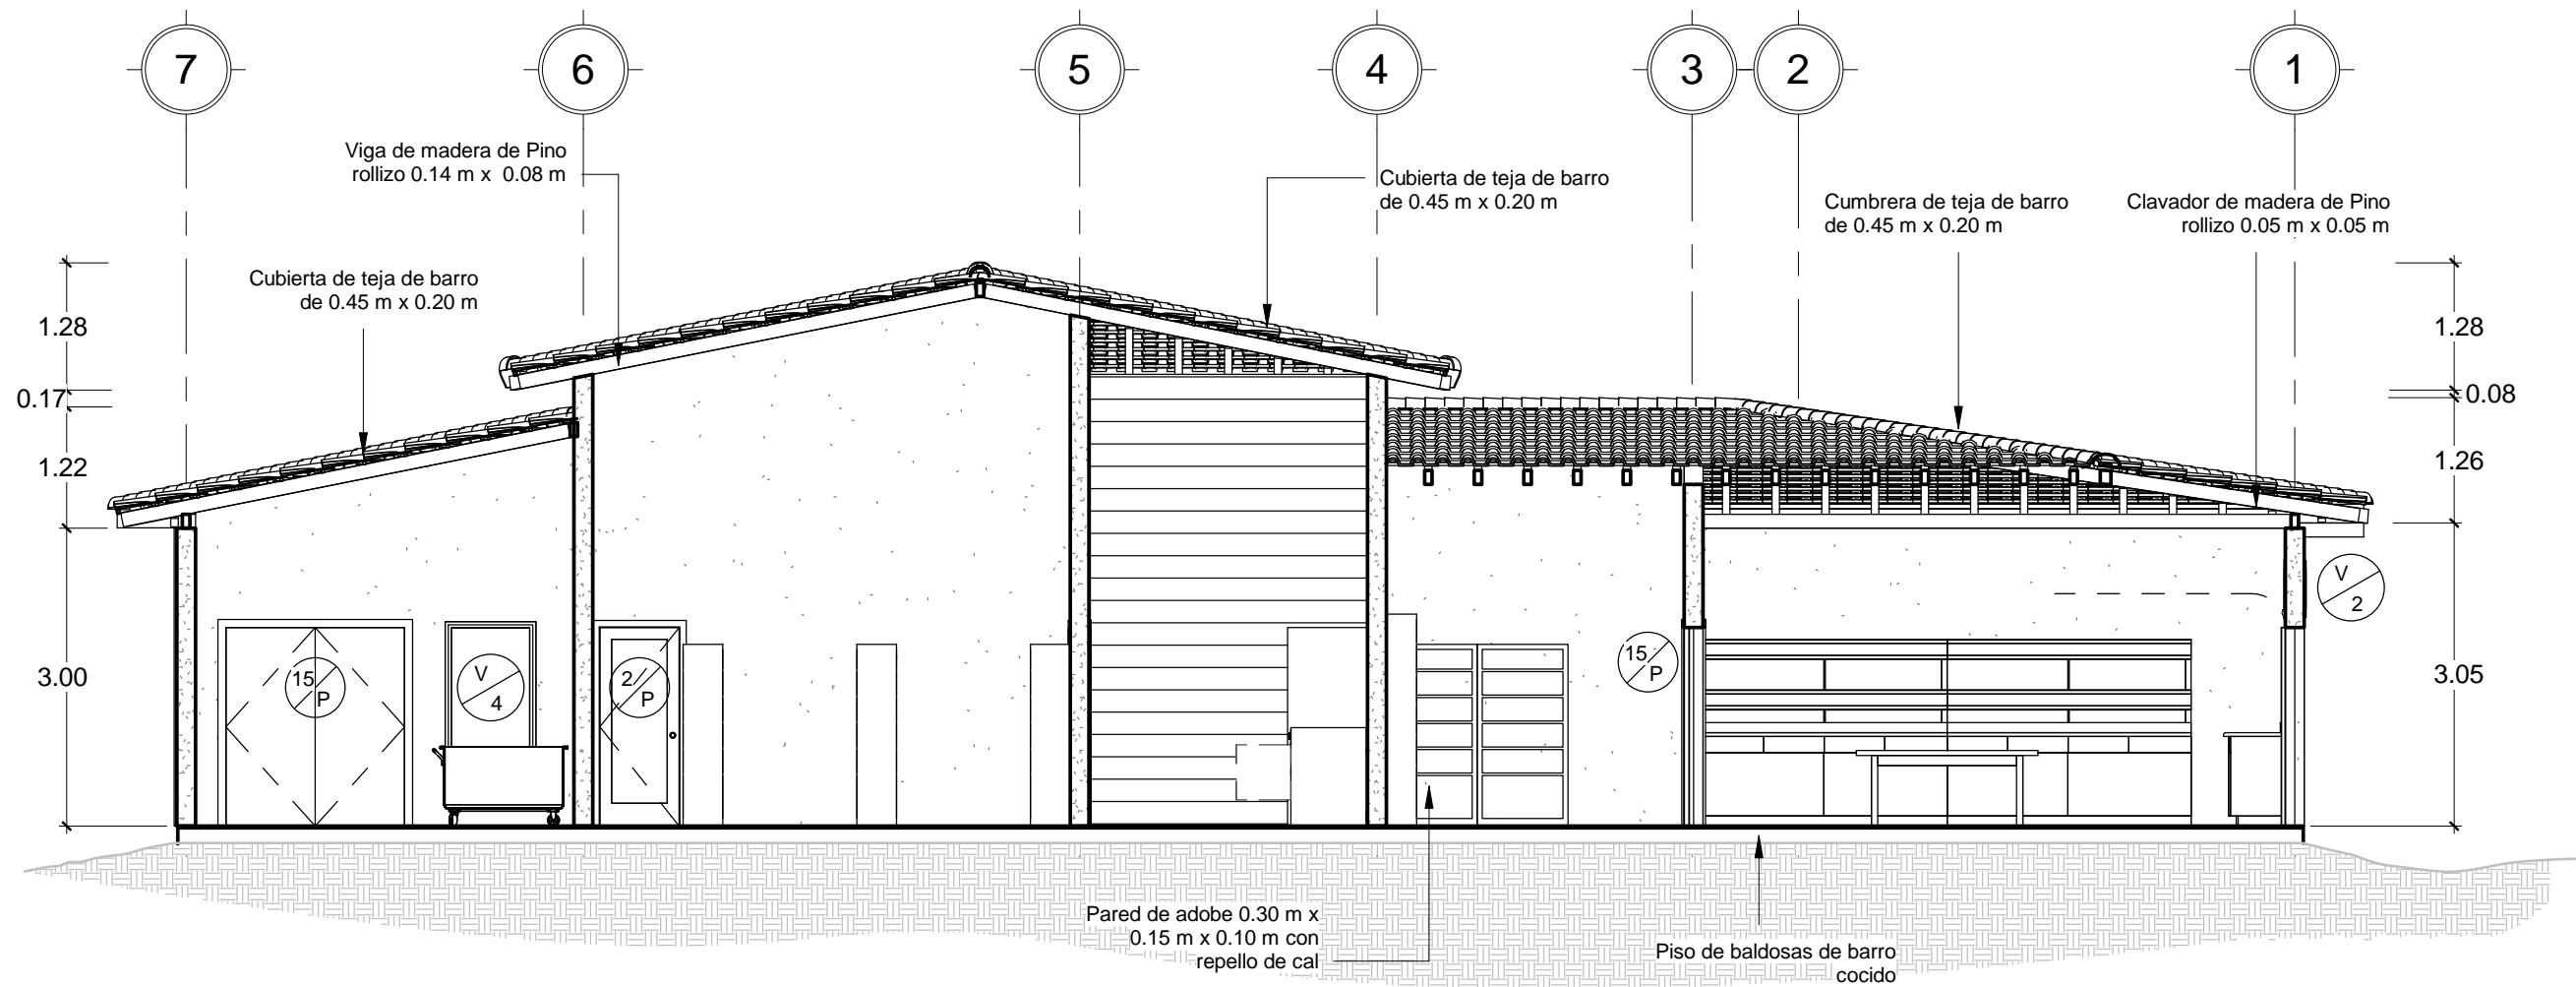 7
6
5
4
3
2
1
Viga de madera de Pino
rollizo 0.14 m x 0.08 m
Cubierta de teja de barro
de 0.45 m x 0.20 m
Cumbrera de teja de barro
de 0.45 m x 0.20 m
Clavador de madera de Pino
rollizo 0.05 m x 0.05 m
Cubierta de teja de barro
de 0.45 m x 0.20 m
1.28
0.17
1.22
3.00
1.28
0.08
1.26
3.05
15
P
V
4
2
P
15
P
V
2
Pared de adobe 0.30 m x
0.15 m x 0.10 m con
repello de cal
Piso de baldosas de barro
cocido